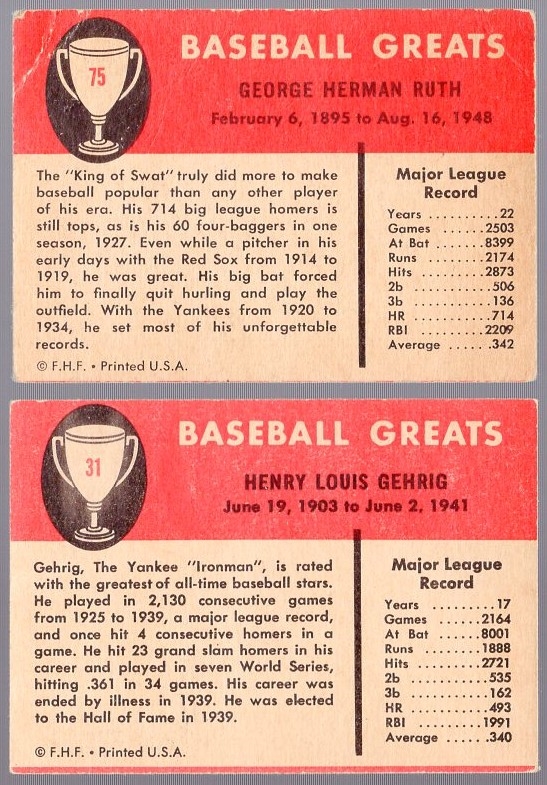 75
BASEBALL GREATS
GEORGE HERMAN RUTH
February 6, 1895 to Aug. 16, 1948
The "King of Swat" truly did more to make
baseball popular than any other player
of his era. His 714 big league homers is
still tops, as is his 60 four-baggers in one
season, 1927. Even while a pitcher in his
early days with the Red Sox from 1914 to
1919, he was great. His big bat forced
him to finally quit hurling and play the
outfield. With the Yankees from 1920 to
1934, he set most of his unforgettable
records.
© F.H.F. • Printed U.S.A.
Major League
Record
Years ..........22
Games ........2503
At Bat ........8399
Runs ........2174
Hits ........2873
2b ........506
3b ........136
HR ........714
RBI ........2209
Average ......342
31
BASEBALL GREATS
HENRY LOUIS GEHRIG
June 19, 1903 to June 2, 1941
Gehrig, The Yankee "Ironman", is rated
with the greatest of all-time baseball stars.
He played in 2,130 consecutive games
from 1925 to 1939, a major league record,
and once hit 4 consecutive homers in a
game. He hit 23 grand slam homers in his
career and played in seven World Series,
hitting .361 in 34 games. His career was
ended by illness in 1939. He was elected
to the Hall of Fame in 1939.
© F.H.F. • Printed U.S.A.
Major League
Record
Years .........17
Games .......2164
At Bat .......8001
Runs ........1888
Hits ........2721
2b ........535
3b ........162
HR ........493
RBI ........1991
Average ......340